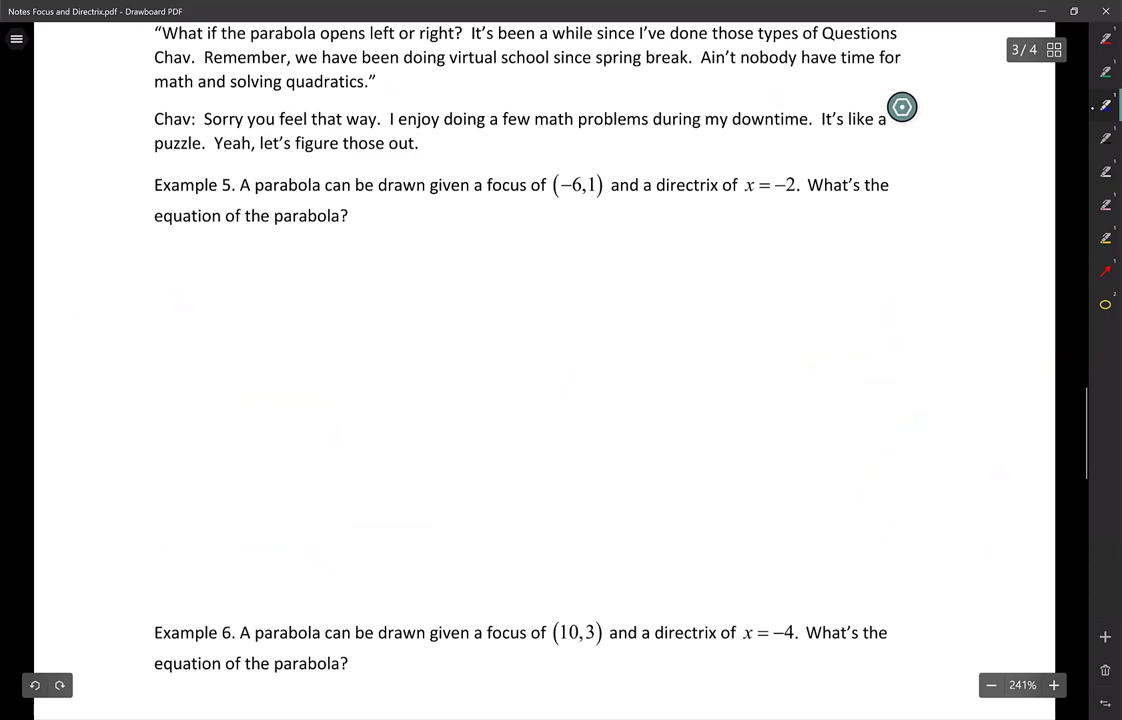 Notes Focus and Directrix.pdf - Drawboard PDF
“What if the parabola opens left or right? It’s been a while since I’ve done those types of Questions
3 / 4
Chav. Remember, we have been doing virtual school since spring break. Ain’t nobody have time for
math and solving quadratics.”
Chav: Sorry you feel that way. I enjoy doing a few math problems during my downtime. It’s like a
puzzle. Yeah, let’s figure those out.
Example 5. A parabola can be drawn given a focus of (−6,1) and a directrix of x = −2. What’s the
equation of the parabola?
Example 6. A parabola can be drawn given a focus of (10,3) and a directrix of x = −4. What’s the
equation of the parabola?
241%